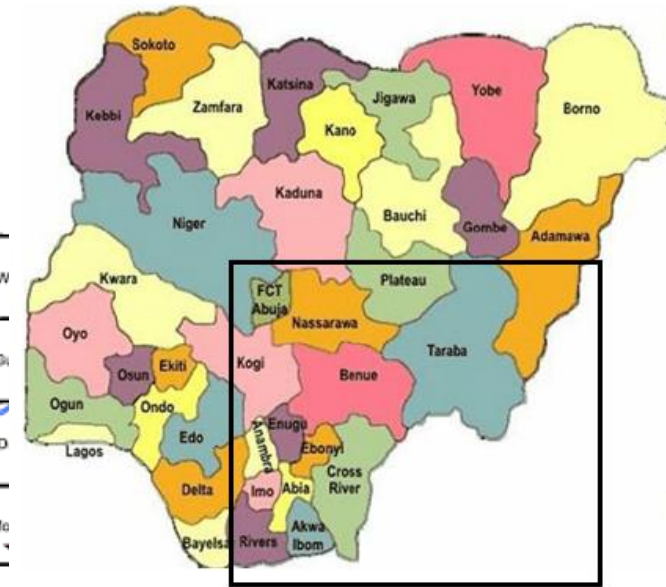 Sokoto
Katsina
Kebbi
Zamfara
Jigawa
Yobe
Borno
Kano
Kaduna
Bauchi
Niger
Gombe
Adamawa
Kwara
FCT
Abuja
Plateau
Nassarawa
Oyo
Kogi
Taraba
Osun
Ekiti
Benue
Ogun
Ondo
Edo
Anambra
Enugu
Ebonyi
Lagos
Cross
River
Delta
Imo
Abia
Akwa
Ibom
Bayelsa
Rivers